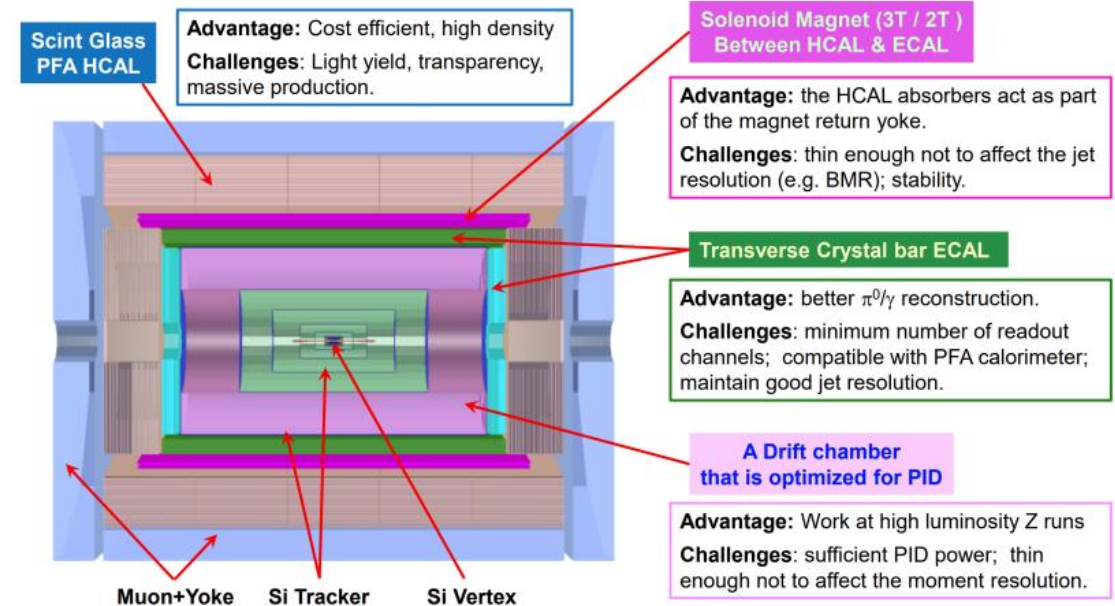 Scint Glass
PFA HCAL
Advantage: Cost efficient, high density
Challenges: Light yield, transparency,
massive production.
Solenoid Magnet (3T / 2T )
Between HCAL & ECAL
Advantage: the HCAL absorbers act as part
of the magnet return yoke.
Challenges: thin enough not to affect the jet
resolution (e.g. BMR); stability.
Transverse Crystal bar ECAL
Advantage: better π⁰/γ reconstruction.
Challenges: minimum number of readout
channels; compatible with PFA calorimeter;
maintain good jet resolution.
A Drift chamber
that is optimized for PID
Advantage: Work at high luminosity Z runs
Challenges: sufficient PID power; thin
enough not to affect the moment resolution.
Muon+Yoke
Si Tracker
Si Vertex